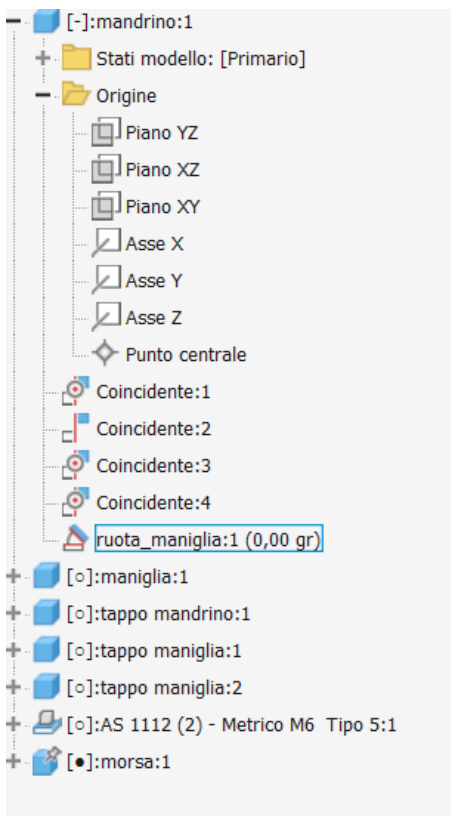 [-]:mandrino:1
Stati modello: [Primario]
Origine
Piano YZ
Piano XZ
Piano XY
Asse X
Asse Y
Asse Z
Punto centrale
Coincidente:1
Coincidente:2
Coincidente:3
Coincidente:4
ruota_maniglia:1 (0,00 gr)
[○]:maniglia:1
[○]:tappo mandrino:1
[○]:tappo maniglia:1
[○]:tappo maniglia:2
[○]:AS 1112 (2) - Metrico M6 Tipo 5:1
[●]:morsa:1